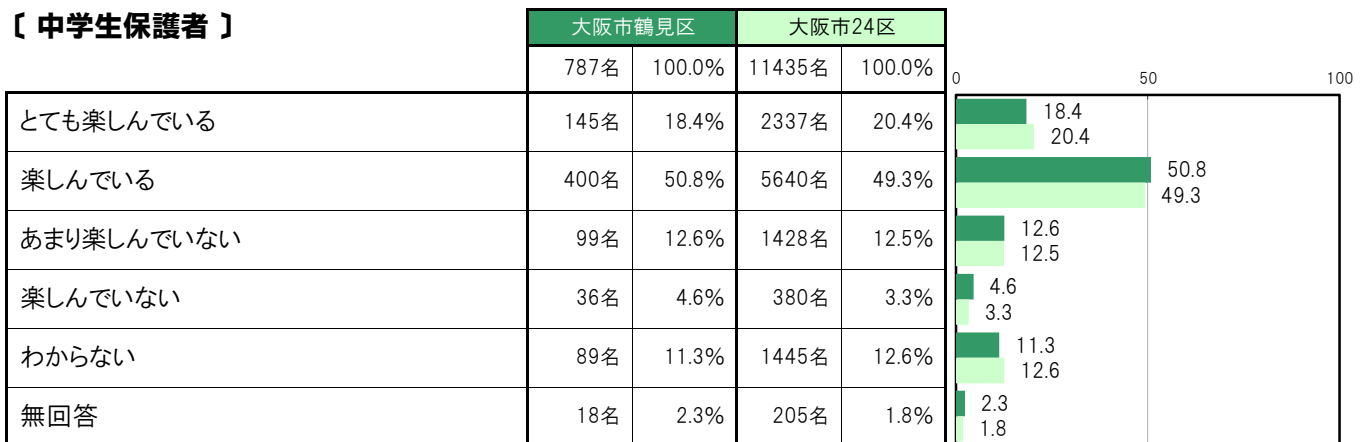 〔 中学生保護者 〕
大阪市鶴見区 大阪市24区
787名 100.0% 11435名 100.0%
0 50 100
とても楽しんでいる 145名 18.4% 2337名 20.4%
18.4
20.4
楽しんでいる 400名 50.8% 5640名 49.3%
50.8
49.3
あまり楽しんでいない 99名 12.6% 1428名 12.5%
12.6
12.5
楽しんでいない 36名 4.6% 380名 3.3%
4.6
3.3
わからない 89名 11.3% 1445名 12.6%
11.3
12.6
無回答 18名 2.3% 205名 1.8%
2.3
1.8